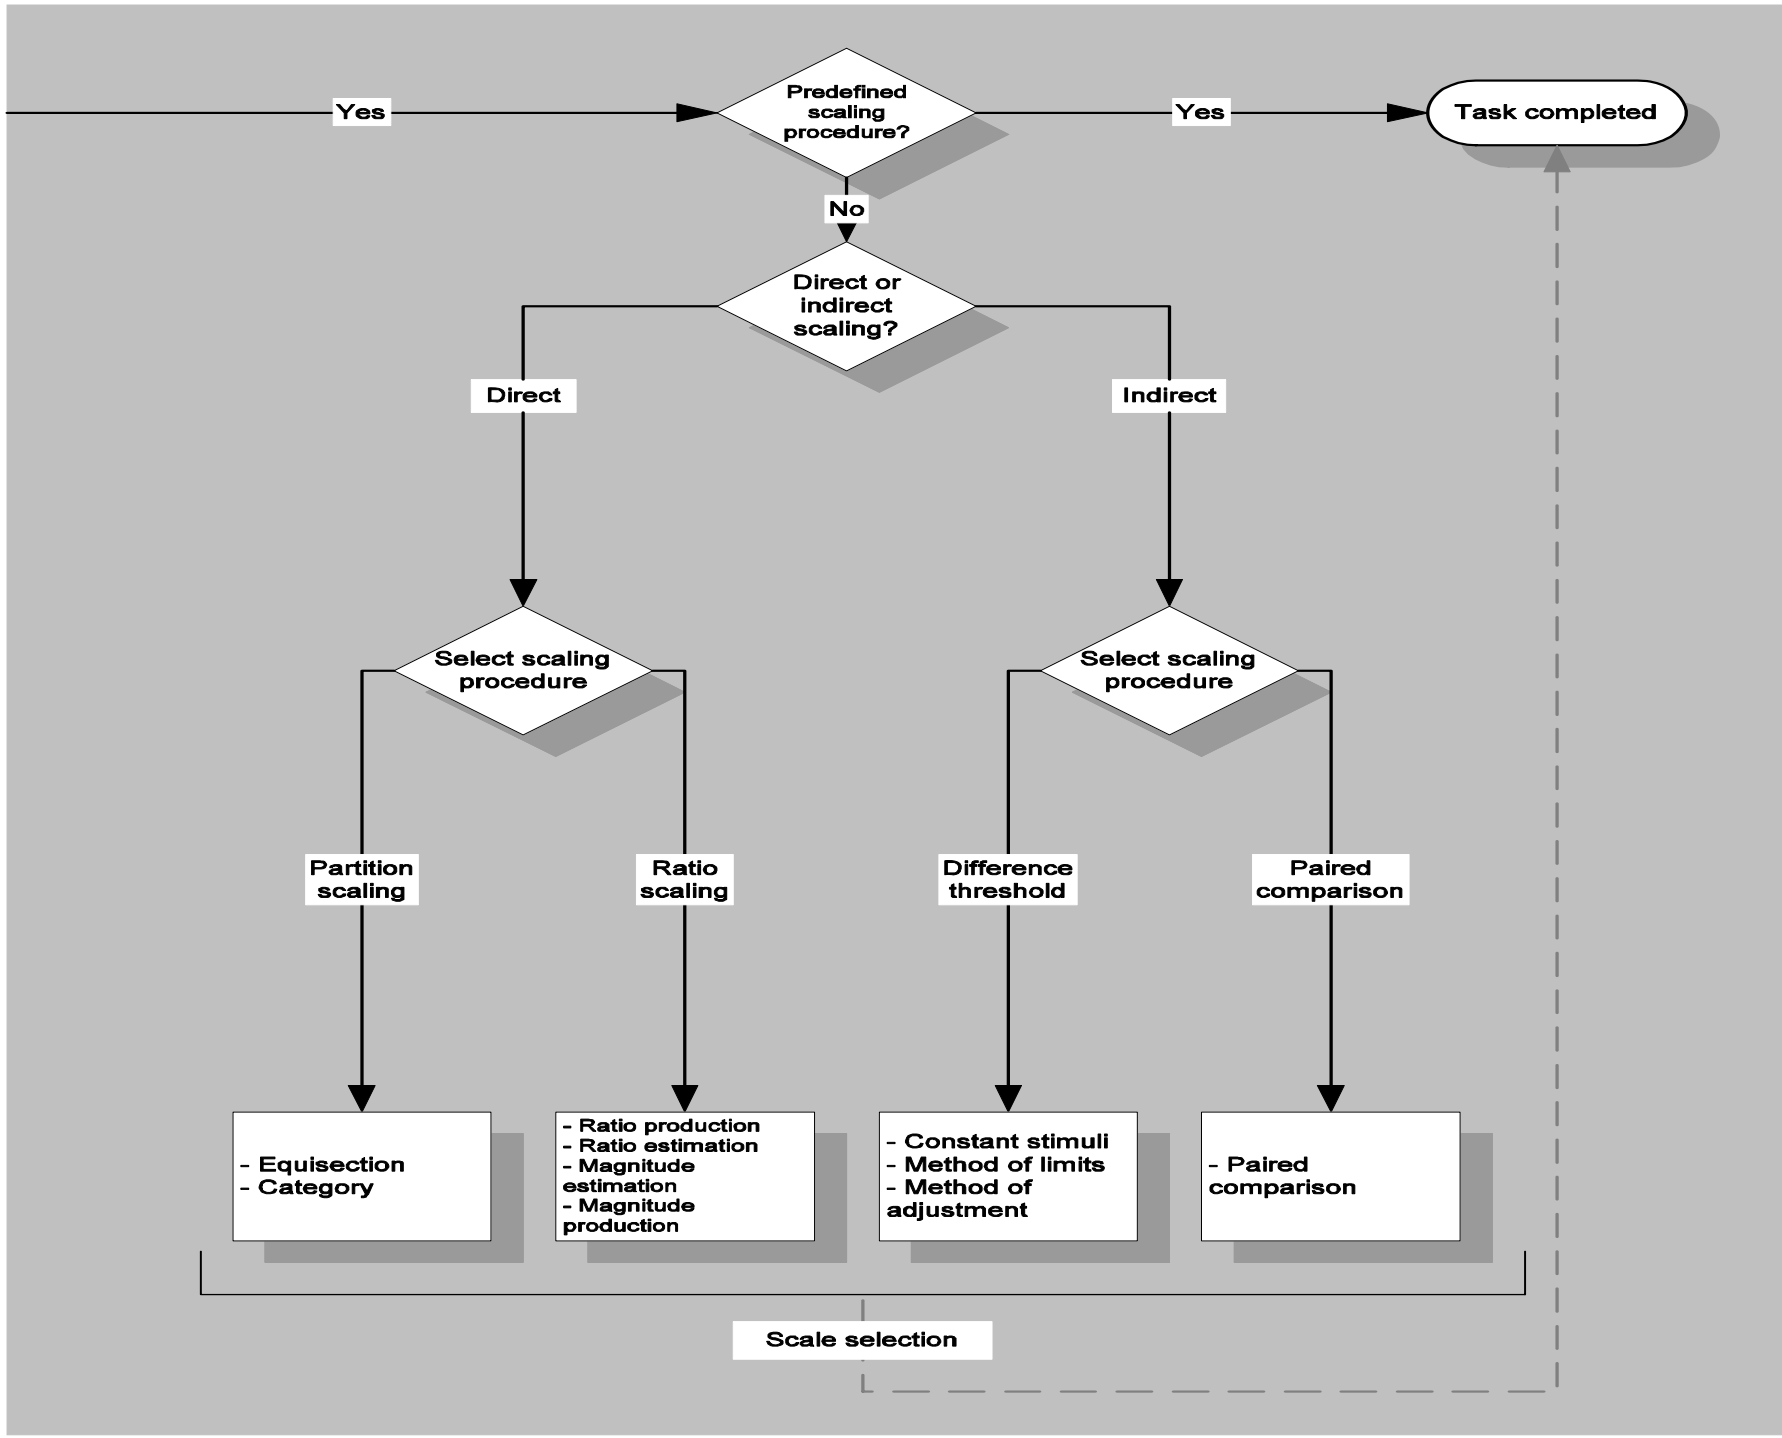 Yes
Predefined
scaling
procedure?
Yes
Task completed
No
Direct or
indirect
scaling?
Direct
Indirect
Select scaling
procedure
Select scaling
procedure
Partition
scaling
Ratio
scaling
Difference
threshold
Paired
comparison
- Equisection
- Category
- Ratio production
- Ratio estimation
- Magnitude
estimation
- Magnitude
production
- Constant stimuli
- Method of limits
- Method of
adjustment
- Paired
comparison
Scale selection